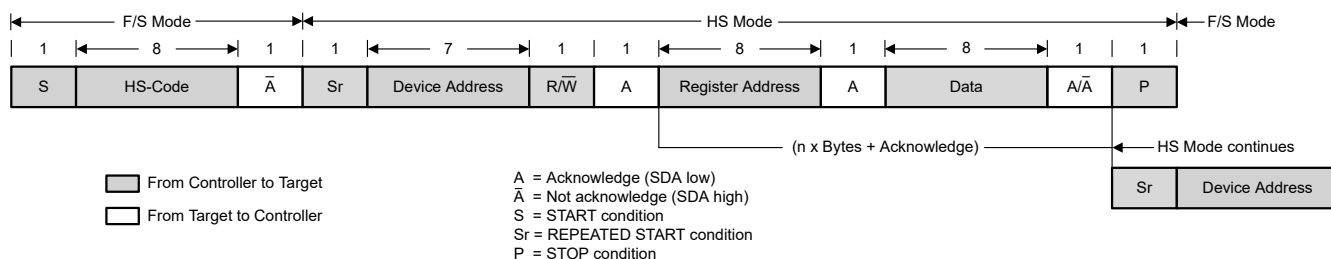 F/S Mode HS Mode F/S Mode
1 8 1 1 7 1 1 8 1 8 1 1
S HS-Code A̅ Sr Device Address R/W̅ A Register Address A Data A/A̅ P
(n x Bytes + Acknowledge) HS Mode continues
Sr Device Address
From Controller to Target
From Target to Controller
A = Acknowledge (SDA low)
A̅ = Not acknowledge (SDA high)
S = START condition
Sr = REPEATED START condition
P = STOP condition